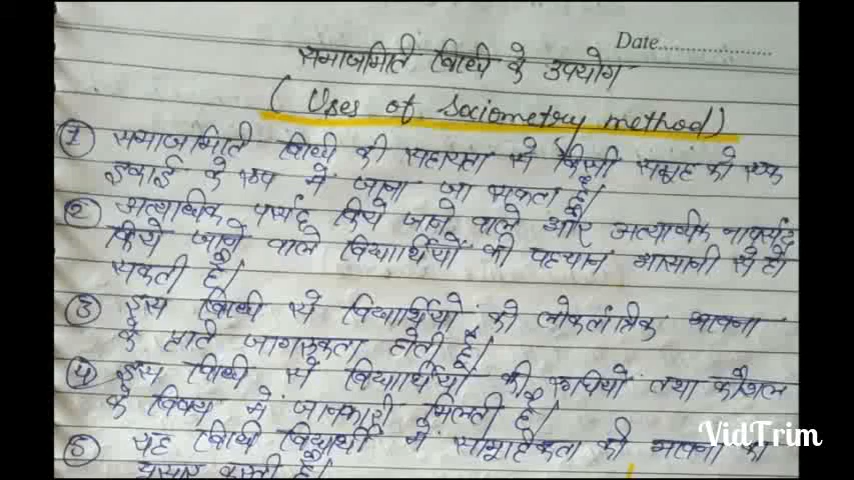 Date..................
समाजमिति विधि के उपयोग
(Uses of Sociometry method)
① समाजमिति विधि की सहायता से किसी समूह को एक
इकाई के रूप में जाना जा सकता है।
② अत्याधिक पसंद किये जाने वाले और अत्याधिक नापसंद
किये जाने वाले विद्यार्थियों की पहचान आसानी से हो
सकती है।
③ इस विधि से विद्यार्थियों को लोकतांत्रिक भावना
के प्रति जागरुकता होती है।
④ इस विधि से विद्यार्थियों की रूचियों तथा कौशल
के विषय में जानकारी मिलती है।
⑤ यह विधि विद्यार्थी में सामूहिकता की भावना का
प्रसार करती है।
VidTrim